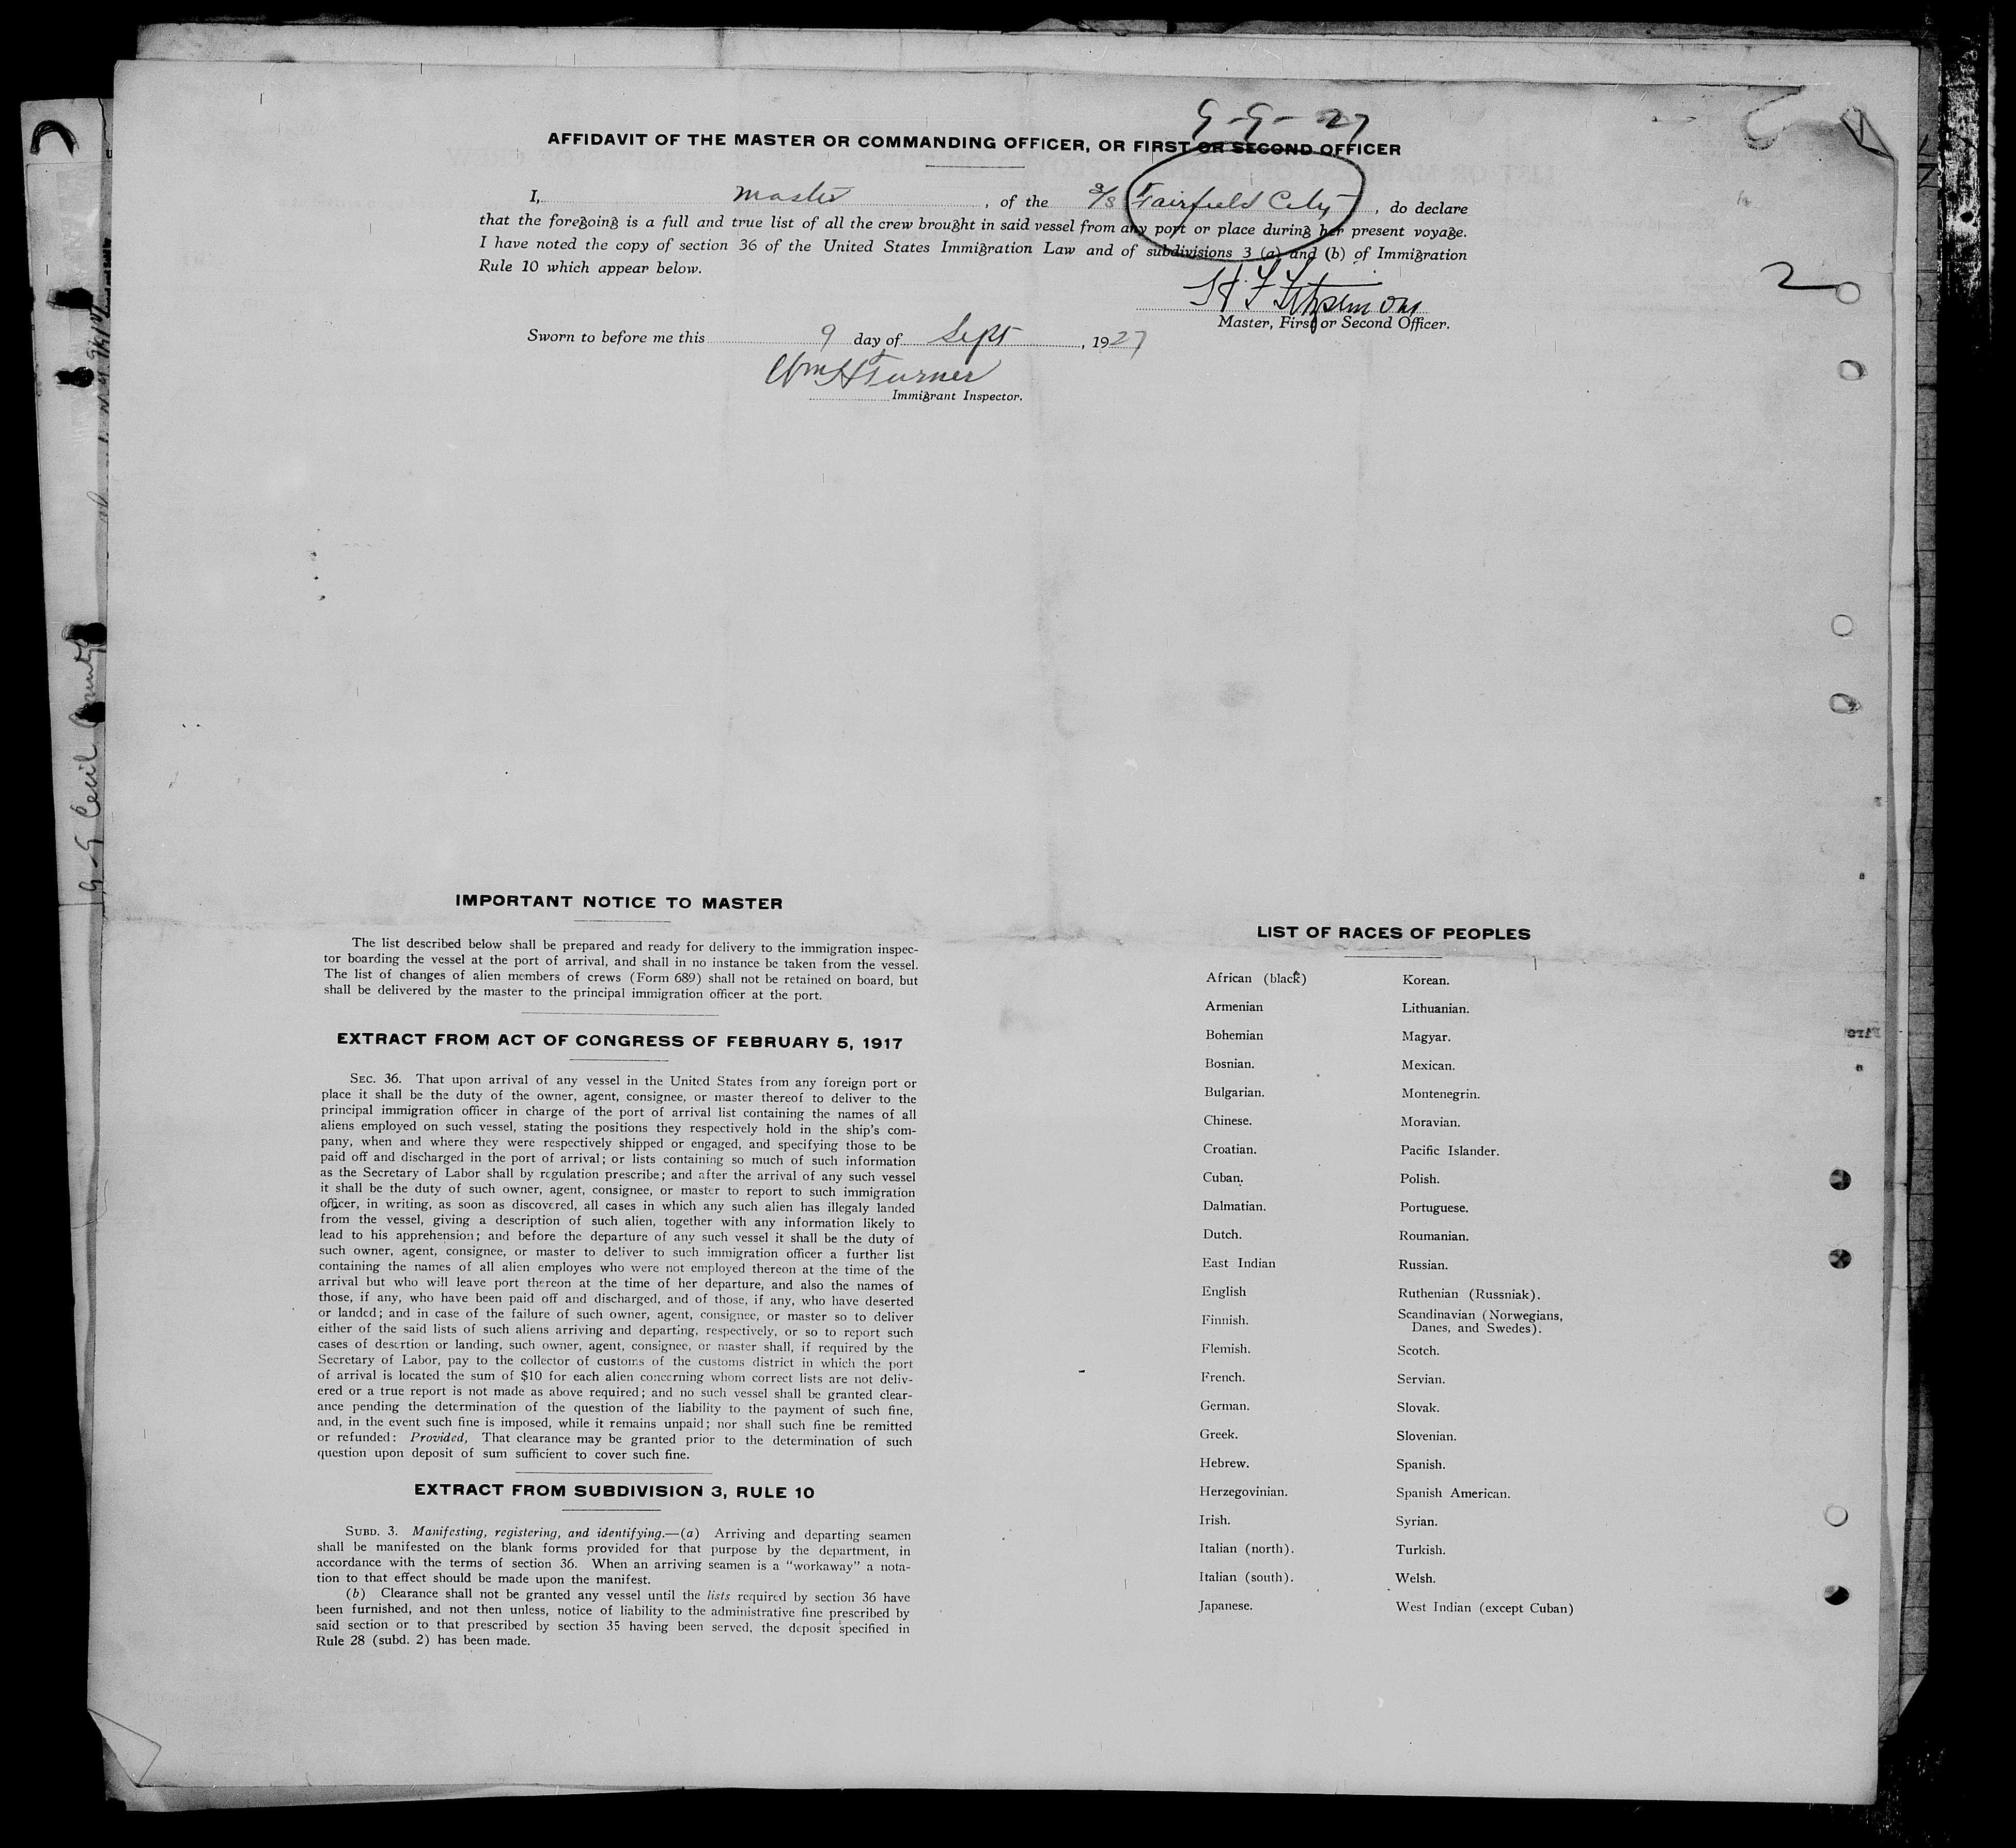 9-9-27
AFFIDAVIT OF THE MASTER OR COMMANDING OFFICER, OR FIRST OR SECOND OFFICER
I, master, of the S/S Fairfield City, do declare
that the foregoing is a full and true list of all the crew brought in said vessel from any port or place during her present voyage.
I have noted the copy of section 36 of the United States Immigration Law and of subdivisions 3 (a) and (b) of Immigration
Rule 10 which appear below.
2
H F Fitzsimons
Master, First or Second Officer.
Sworn to before me this 9 day of Sept, 1927
Wm H Turner
Immigrant Inspector.
9-9 Cecil County
IMPORTANT NOTICE TO MASTER
The list described below shall be prepared and ready for delivery to the immigration inspec-
tor boarding the vessel at the port of arrival, and shall in no instance be taken from the vessel.
The list of changes of alien members of crews (Form 689) shall not be retained on board, but
shall be delivered by the master to the principal immigration officer at the port.
EXTRACT FROM ACT OF CONGRESS OF FEBRUARY 5, 1917
SEC. 36. That upon arrival of any vessel in the United States from any foreign port or
place it shall be the duty of the owner, agent, consignee, or master thereof to deliver to the
principal immigration officer in charge of the port of arrival list containing the names of all
aliens employed on such vessel, stating the positions they respectively hold in the ship's com-
pany, when and where they were respectively shipped or engaged, and specifying those to be
paid off and discharged in the port of arrival; or lists containing so much of such information
as the Secretary of Labor shall by regulation prescribe; and after the arrival of any such vessel
it shall be the duty of such owner, agent, consignee, or master to report to such immigration
officer, in writing, as soon as discovered, all cases in which any such alien has illegally landed
from the vessel, giving a description of such alien, together with any information likely to
lead to his apprehension; and before the departure of any such vessel it shall be the duty of
such owner, agent, consignee, or master to deliver to such immigration officer a further list
containing the names of all alien employes who were not employed thereon at the time of the
arrival but who will leave port thereon at the time of her departure, and also the names of
those, if any, who have been paid off and discharged, and of those, if any, who have deserted
or landed; and in case of the failure of such owner, agent, consignee, or master so to deliver
either of the said lists of such aliens arriving and departing, respectively, or so to report such
cases of desertion or landing, such owner, agent, consignee, or master shall, if required by the
Secretary of Labor, pay to the collector of customs of the customs district in which the port
of arrival is located the sum of $10 for each alien concerning whom correct lists are not deliv-
ered or a true report is not made as above required; and no such vessel shall be granted clear-
ance pending the determination of the question of the liability to the payment of such fine,
and, in the event such fine is imposed, while it remains unpaid; nor shall such fine be remitted
or refunded: Provided, That clearance may be granted prior to the determination of such
question upon deposit of sum sufficient to cover such fine.
EXTRACT FROM SUBDIVISION 3, RULE 10
SUBD. 3. Manifesting, registering, and identifying.—(a) Arriving and departing seamen
shall be manifested on the blank forms provided for that purpose by the department, in
accordance with the terms of section 36. When an arriving seamen is a "workaway" a nota-
tion to that effect should be made upon the manifest.
(b) Clearance shall not be granted any vessel until the lists required by section 36 have
been furnished, and not then unless, notice of liability to the administrative fine prescribed by
said section or to that prescribed by section 35 having been served, the deposit specified in
Rule 28 (subd. 2) has been made.
LIST OF RACES OF PEOPLES
African (black)
Armenian
Bohemian
Bosnian.
Bulgarian.
Chinese.
Croatian.
Cuban.
Dalmatian.
Dutch.
East Indian
English
Finnish.
Flemish.
French.
German.
Greek.
Hebrew.
Herzegovinian.
Irish.
Italian (north).
Italian (south).
Japanese.
Korean.
Lithuanian.
Magyar.
Mexican.
Montenegrin.
Moravian.
Pacific Islander.
Polish.
Portuguese.
Roumanian.
Russian.
Ruthenian (Russniak).
Scandinavian (Norwegians,
Danes, and Swedes).
Scotch.
Servian.
Slovak.
Slovenian.
Spanish.
Spanish American.
Syrian.
Turkish.
Welsh.
West Indian (except Cuban)